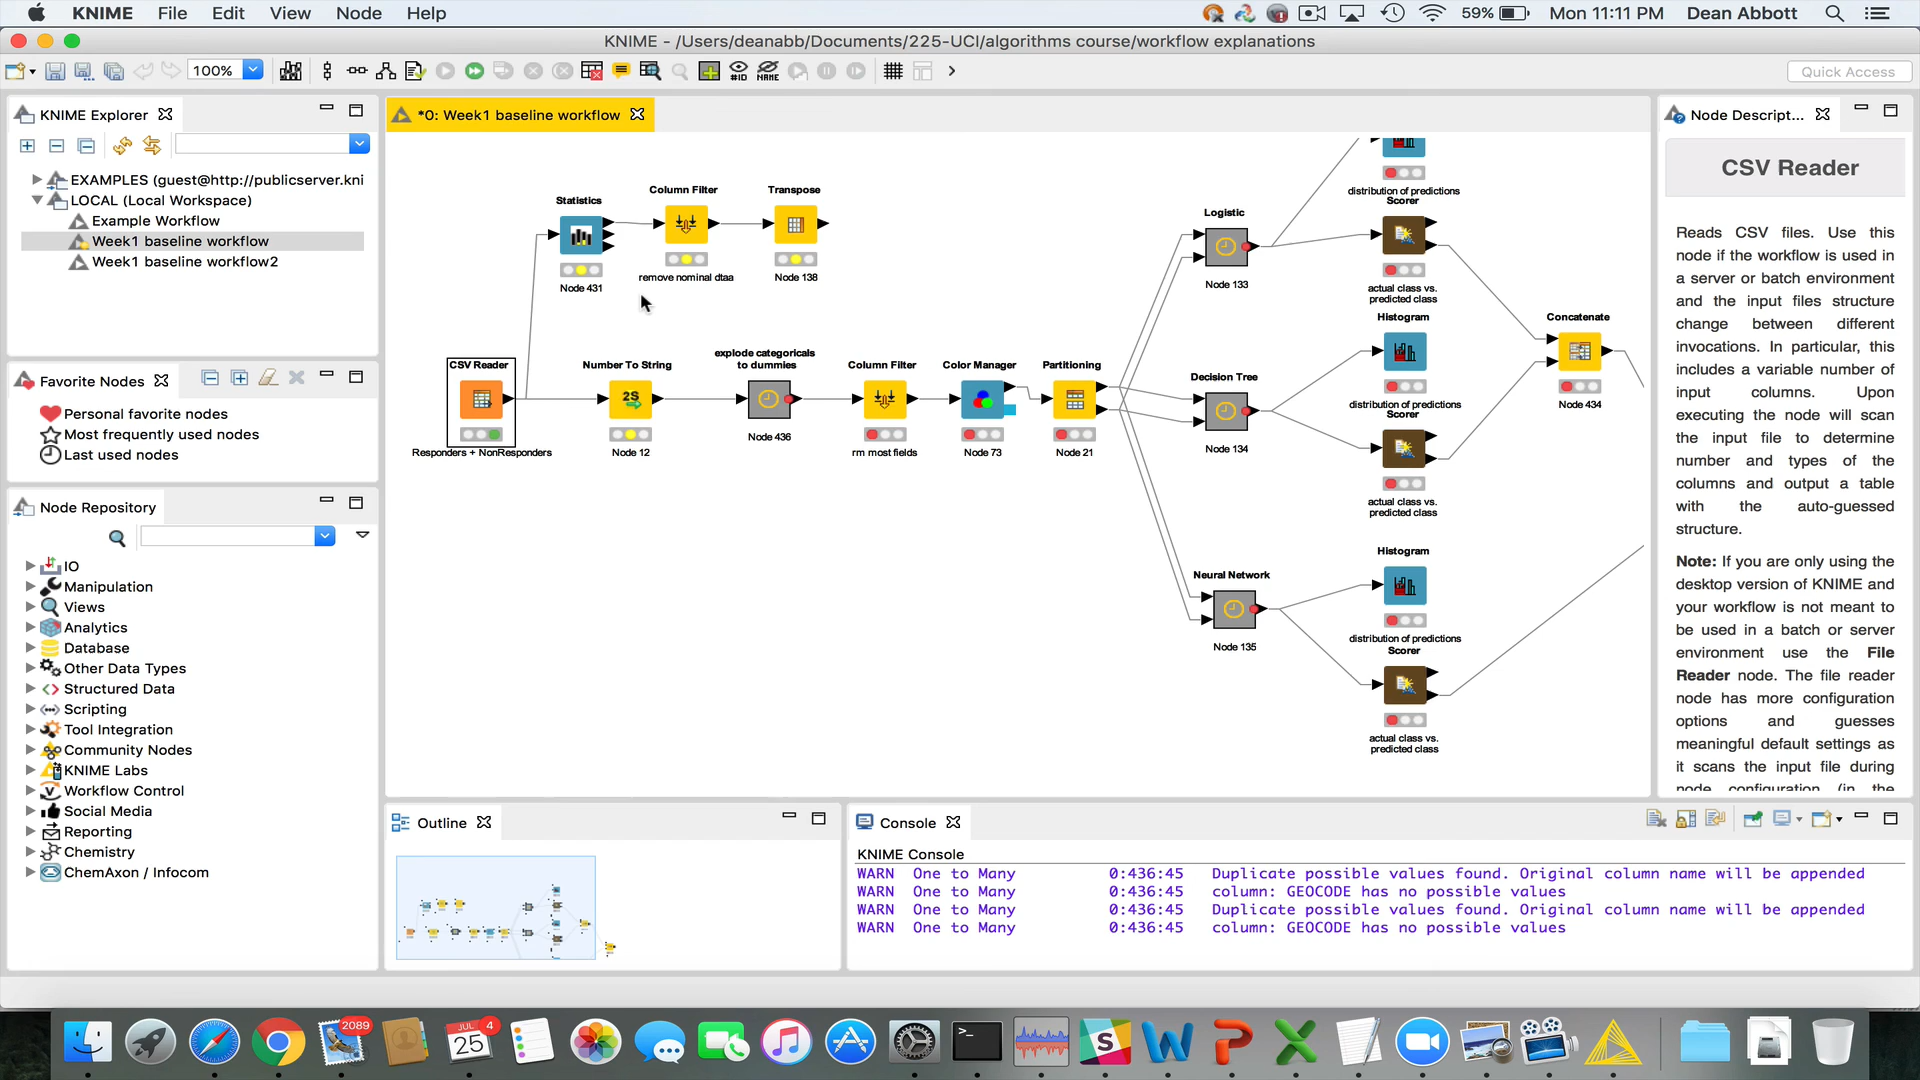 KNIME File Edit View Node Help 59% Mon 11:11 PM Dean Abbott
KNIME - /Users/deanabb/Documents/225-UCI/algorithms course/workflow explanations
100% #ID NAME Quick Access
KNIME Explorer
EXAMPLES (guest@http://publicserver.kni
LOCAL (Local Workspace)
Example Workflow
Week1 baseline workflow
Week1 baseline workflow2
Favorite Nodes
Personal favorite nodes
Most frequently used nodes
Last used nodes
Node Repository
IO
Manipulation
Views
Analytics
Database
Other Data Types
Structured Data
Scripting
Tool Integration
Community Nodes
KNIME Labs
Workflow Control
Social Media
Reporting
Chemistry
ChemAxon / Infocom
*0: Week1 baseline workflow
Statistics
Node 431
Column Filter
remove nominal dtaa
Transpose
Node 138
CSV Reader
Responders + NonResponders
Number To String
2S
Node 12
explode categoricals
to dummies
Node 436
Column Filter
rm most fields
Color Manager
Node 73
Partitioning
Node 21
Logistic
Node 133
Decision Tree
Node 134
Neural Network
Node 135
distribution of predictions
Scorer
actual class vs.
predicted class
Histogram
distribution of predictions
Scorer
actual class vs.
predicted class
Histogram
distribution of predictions
Scorer
actual class vs.
predicted class
Concatenate
Node 434
Node Descript...
CSV Reader
Reads CSV files. Use this
node if the workflow is used in
a server or batch environment
and the input files structure
change between different
invocations. In particular, this
includes a variable number of
input columns. Upon
executing the node will scan
the input file to determine
number and types of the
columns and output a table
with the auto-guessed
structure.
Note: If you are only using the
desktop version of KNIME and
your workflow is not meant to
be used in a batch or server
environment use the File
Reader node. The file reader
node has more configuration
options and guesses
meaningful default settings as
it scans the input file during
node configuration (in the
Outline
Console
KNIME Console
WARN One to Many 0:436:45 Duplicate possible values found. Original column name will be appended
WARN One to Many 0:436:45 column: GEOCODE has no possible values
WARN One to Many 0:436:45 Duplicate possible values found. Original column name will be appended
WARN One to Many 0:436:45 column: GEOCODE has no possible values
2089
JUL 4
25